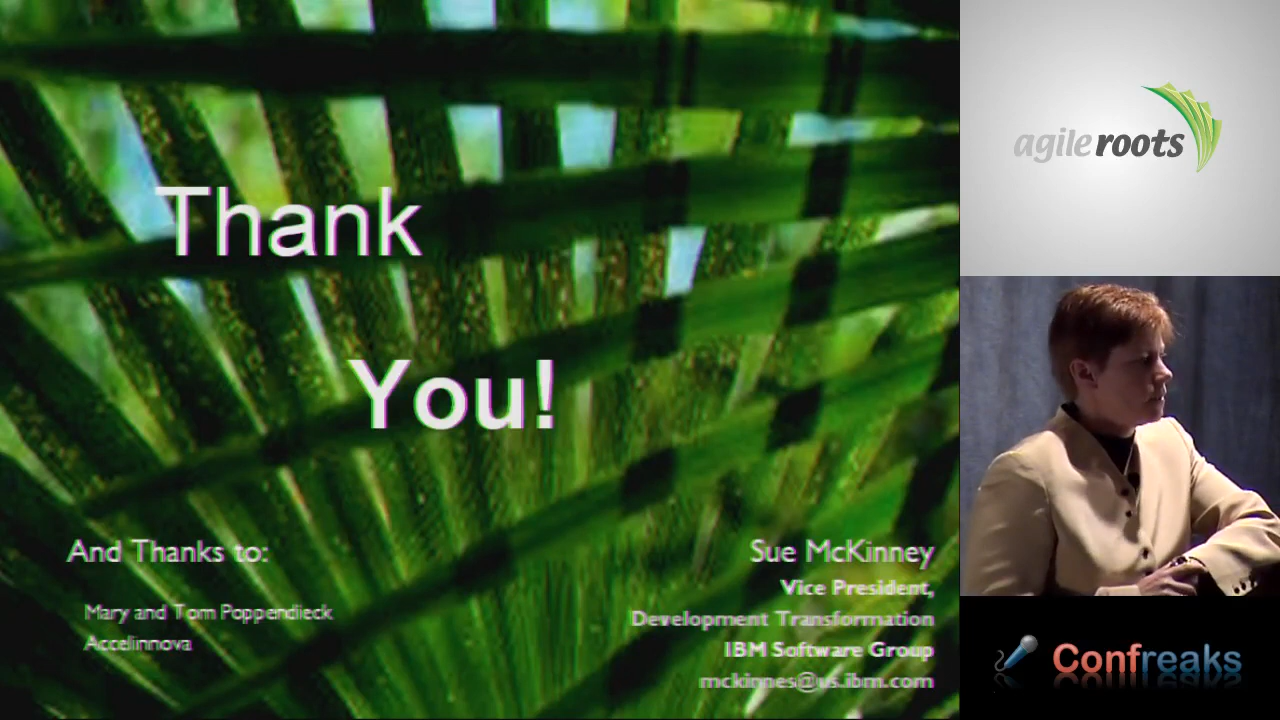 Thank
You!
And Thanks to:
Mary and Tom Poppendieck
Accelinnova
Sue McKinney
Vice President,
Development Transformation
IBM Software Group
mckinnes@us.ibm.com
agile roots
Confreaks